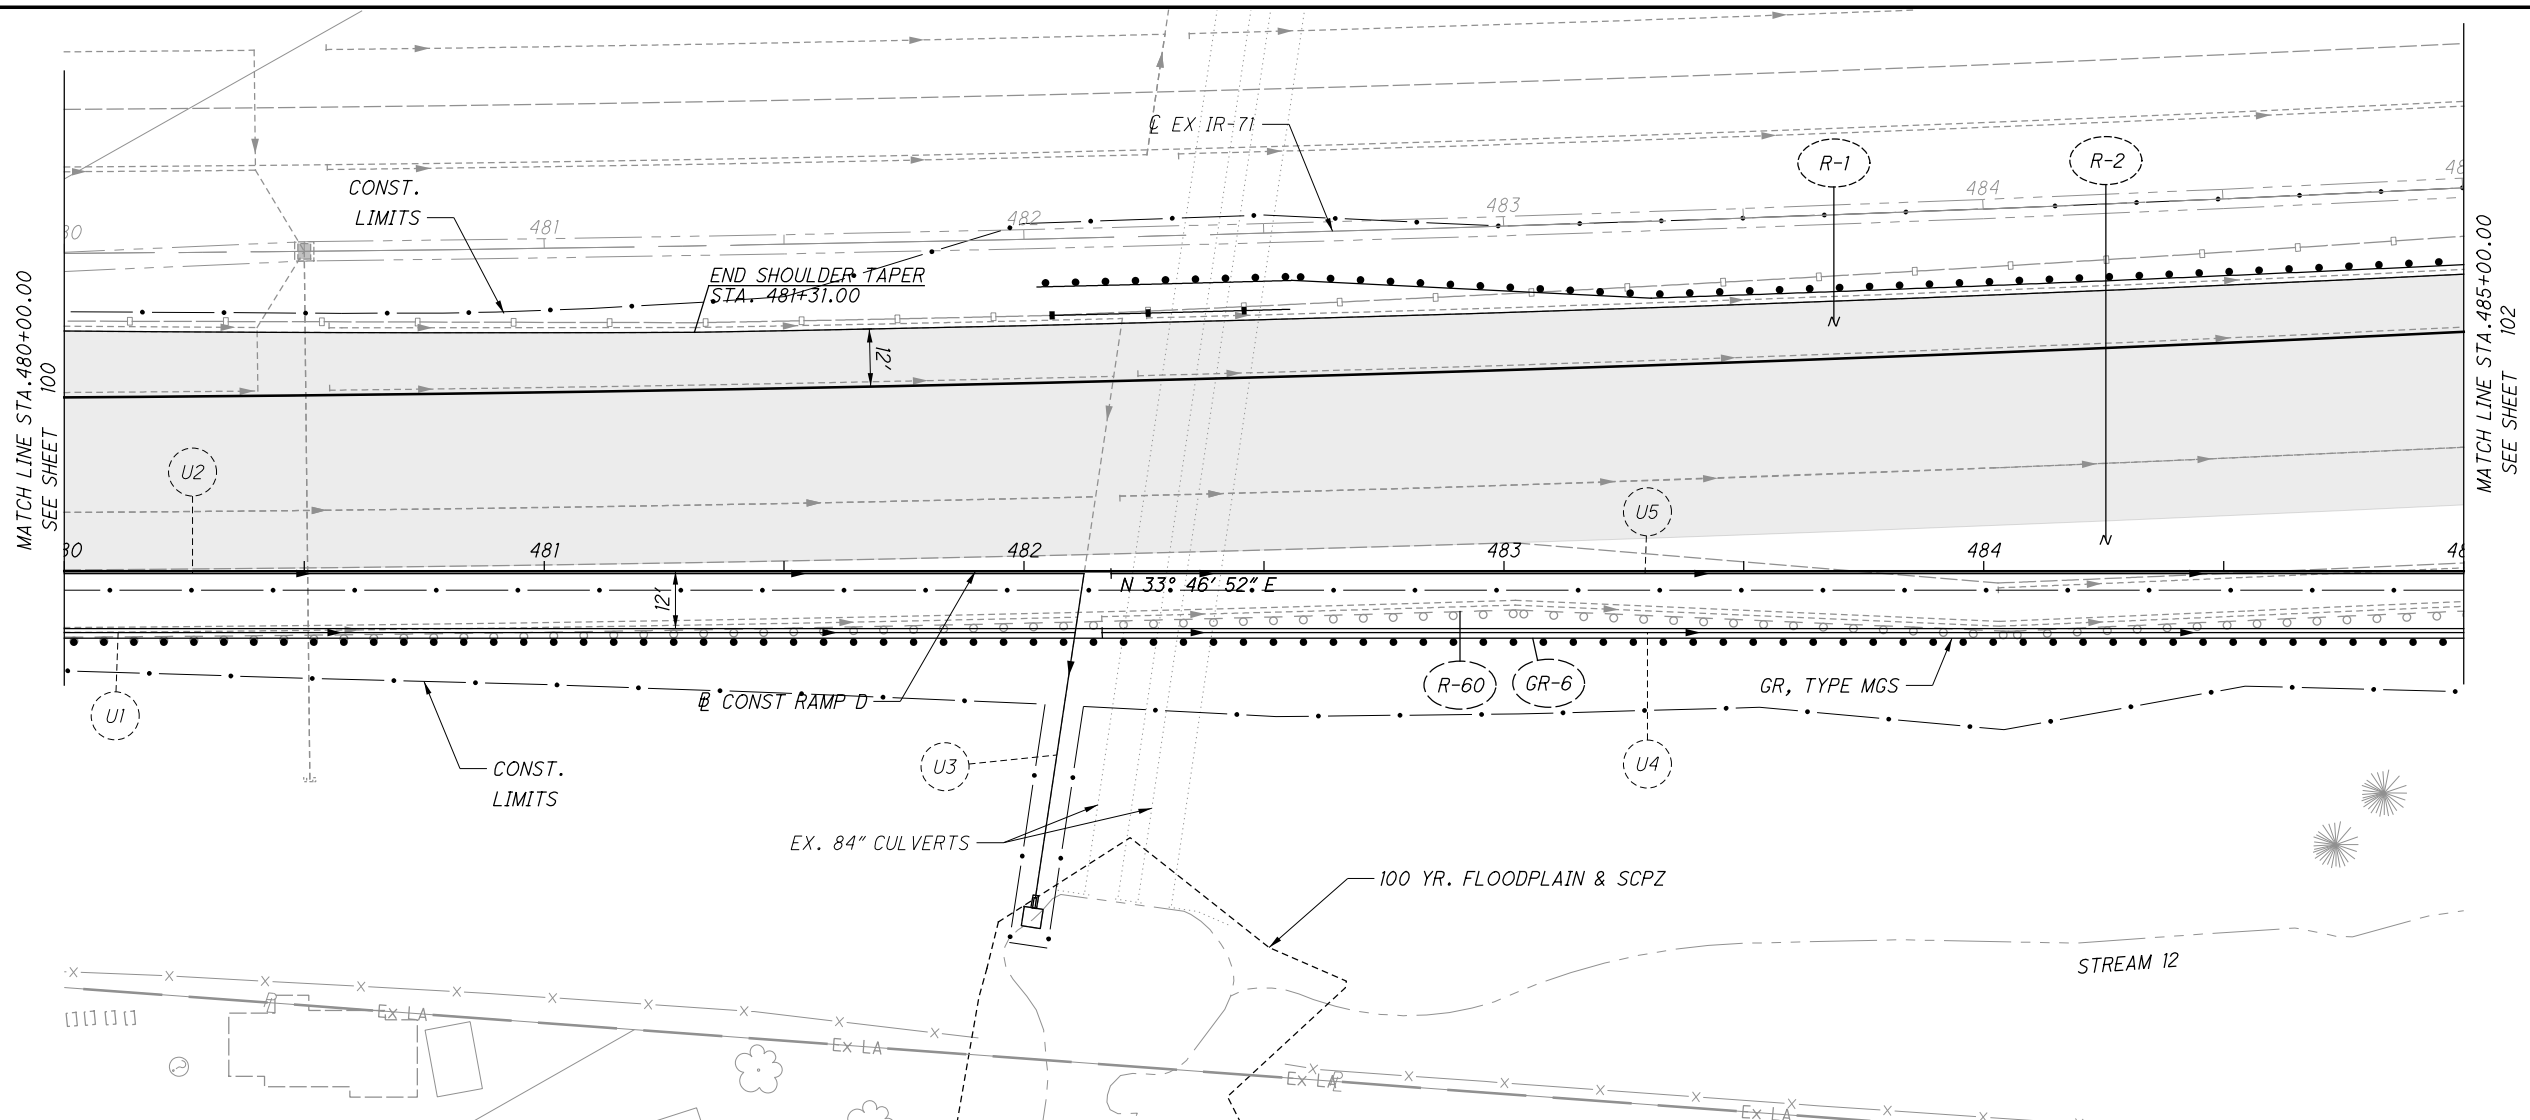 ℄ EX IR-71
CONST.
LIMITS
R-1
R-2
481
482
483
484
END SHOULDER TAPER
STA. 481+31.00
12'
MATCH LINE STA.480+00.00
SEE SHEET 100
MATCH LINE STA.485+00.00
SEE SHEET 102
U2
U5
481
482
483
484
N 33° 46' 52" E
12'
R-60
GR-6
GR, TYPE MGS
U1
CONST RAMP D
U3
U4
CONST.
LIMITS
EX. 84" CULVERTS
100 YR. FLOODPLAIN & SCPZ
STREAM 12
Ex LA
Ex LA
Ex LA
Ex LA